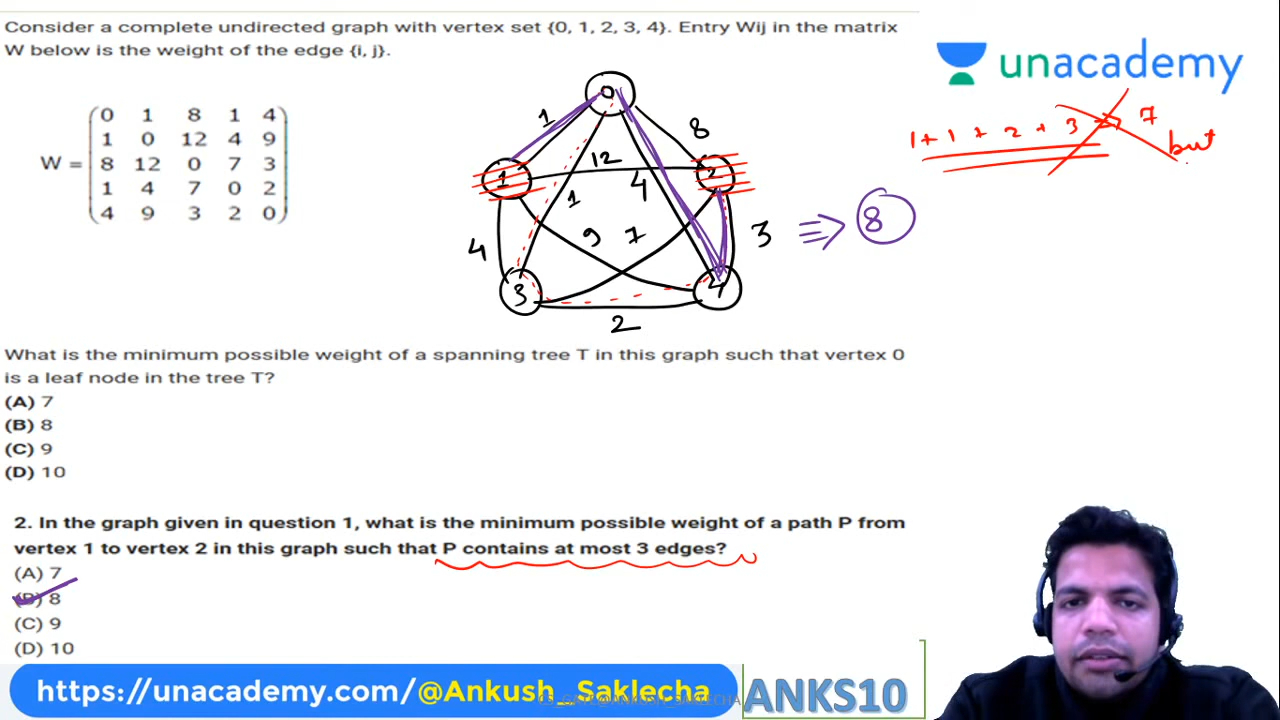 Consider a complete undirected graph with vertex set {0, 1, 2, 3, 4}. Entry Wij in the matrix
W below is the weight of the edge {i, j}.
unacademy
W =
0 1 8 1 4
1 0 12 4 9
8 12 0 7 3
1 4 7 0 2
4 9 3 2 0
0
1
8
1 + 1 + 2 + 3 ⇒ 7
but
1
12
2
4
1
4
9
7
3
⇒ 8
3
4
2
What is the minimum possible weight of a spanning tree T in this graph such that vertex 0
is a leaf node in the tree T?
(A) 7
(B) 8
(C) 9
(D) 10
2. In the graph given in question 1, what is the minimum possible weight of a path P from
vertex 1 to vertex 2 in this graph such that P contains at most 3 edges?
(A) 7
(B) 8
(C) 9
(D) 10
https://unacademy.com/@Ankush_Saklecha
ANKS10